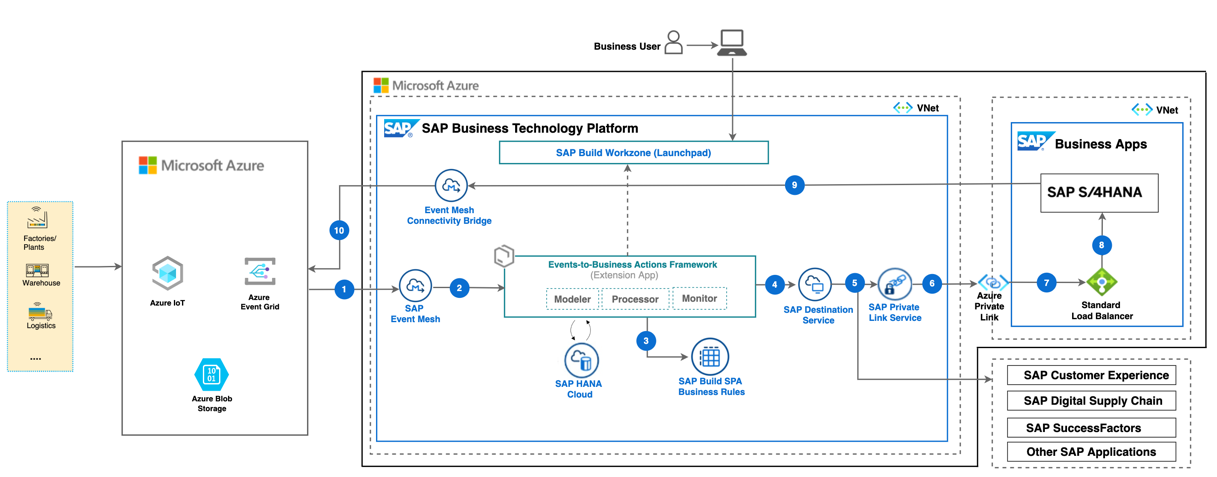 Business User
Microsoft Azure
VNet
VNet
SAP
SAP Business Technology Platform
SAP
Business Apps
SAP Build Workzone (Launchpad)
Microsoft Azure
Event Mesh
Connectivity Bridge
9
SAP S/4HANA
10
Factories/
Plants
Warehouse
Logistics
....
Azure IoT
Azure
Event Grid
Azure Blob
Storage
10
01
1
SAP
Event Mesh
2
Events-to-Business Actions Framework
(Extension App)
Modeler
Processor
Monitor
3
SAP HANA
Cloud
SAP Build SPA
Business Rules
4
SAP Destination
Service
5
SAP Private
Link Service
6
Azure
Private
Link
7
8
Standard
Load Balancer
SAP Customer Experience
SAP Digital Supply Chain
SAP SuccessFactors
Other SAP Applications